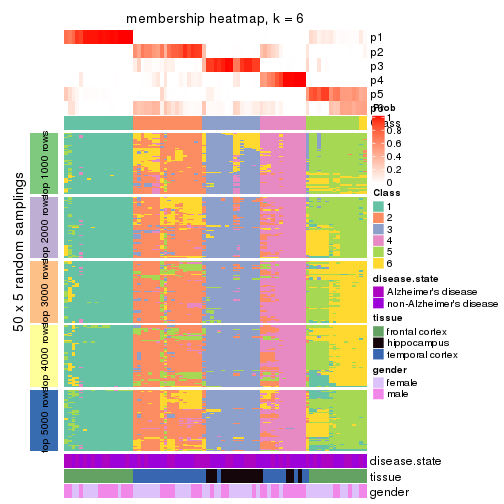 membership heatmap, k = 6
p1
p2
p3
p4
p5
p6
Class
Prob
1
0.8
0.6
0.4
0.2
0
Class
1
2
3
4
5
6
disease.state
Alzheimer's disease
non-Alzheimer's disease
tissue
frontal cortex
hippocampus
temporal cortex
gender
female
male
50 x 5 random samplings
top 1000 rows
top 2000 rows
top 3000 rows
top 4000 rows
top 5000 rows
disease.state
tissue
gender